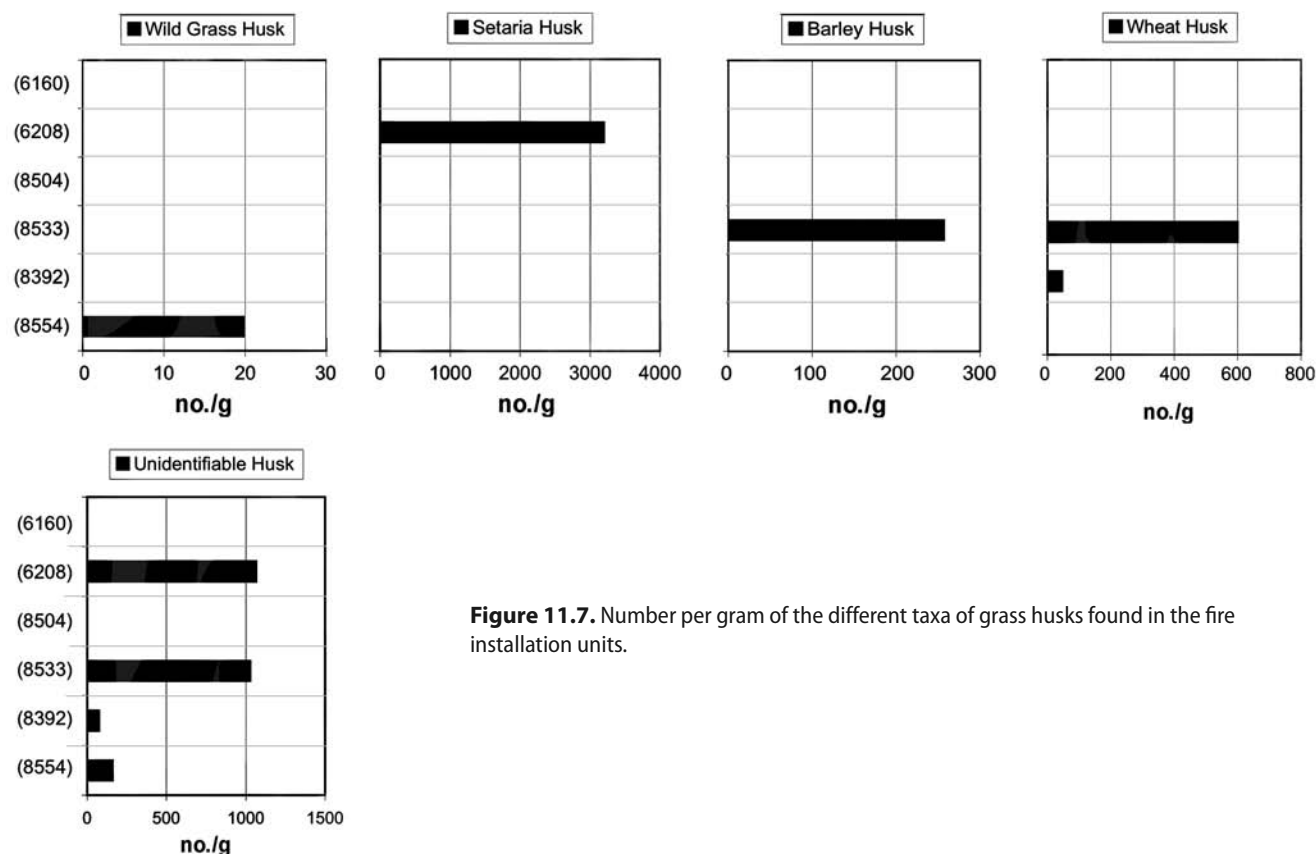 Wild Grass Husk
Setaria Husk
Barley Husk
Wheat Husk
(6160)
(6208)
(8504)
(8533)
(8392)
(8554)
0 10 20 30
0 1000 2000 3000 4000
0 100 200 300
0 200 400 600 800
no./g
no./g
no./g
no./g
Unidentifiable Husk
(6160)
(6208)
(8504)
(8533)
(8392)
(8554)
0 500 1000 1500
no./g
Figure 11.7. Number per gram of the different taxa of grass husks found in the fire
installation units.